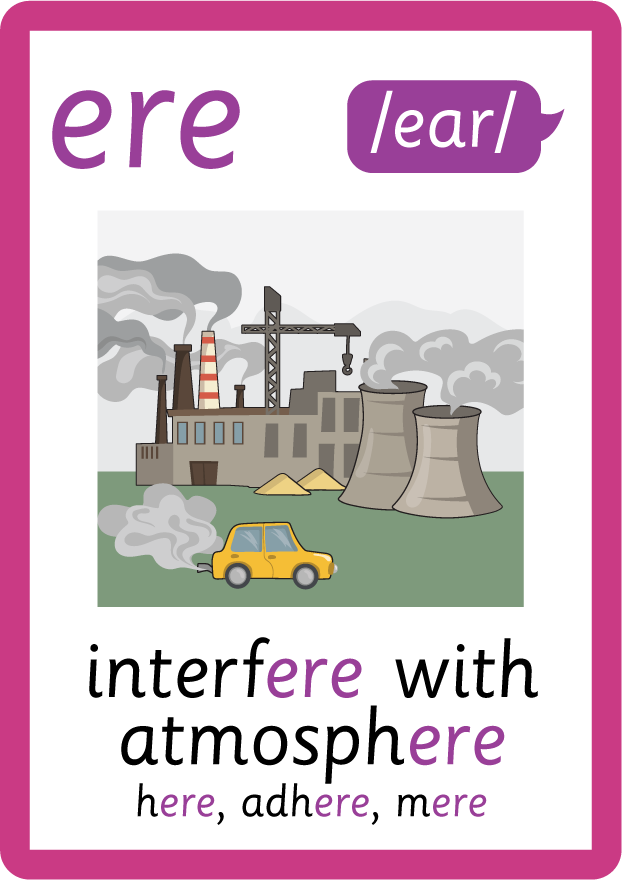 ere /ear/
interfere with
atmosphere
here, adhere, mere